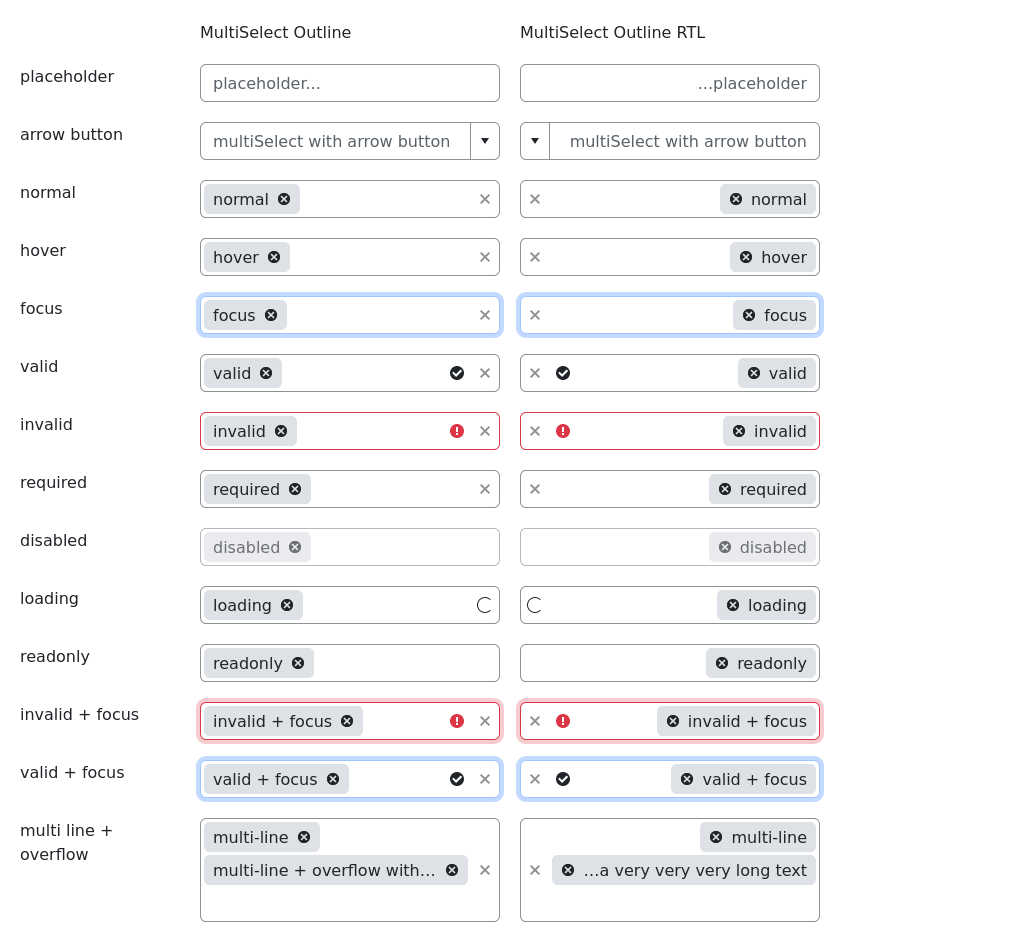 MultiSelect Outline MultiSelect Outline RTL
placeholder placeholder... ...placeholder
arrow button multiSelect with arrow button multiSelect with arrow button
normal normal normal
hover hover hover
focus focus focus
valid valid valid
invalid invalid invalid
required required required
disabled disabled disabled
loading loading loading
readonly readonly readonly
invalid + focus invalid + focus invalid + focus
valid + focus valid + focus valid + focus
multi line + multi-line multi-line
overflow multi-line + overflow with... ...a very very very long text